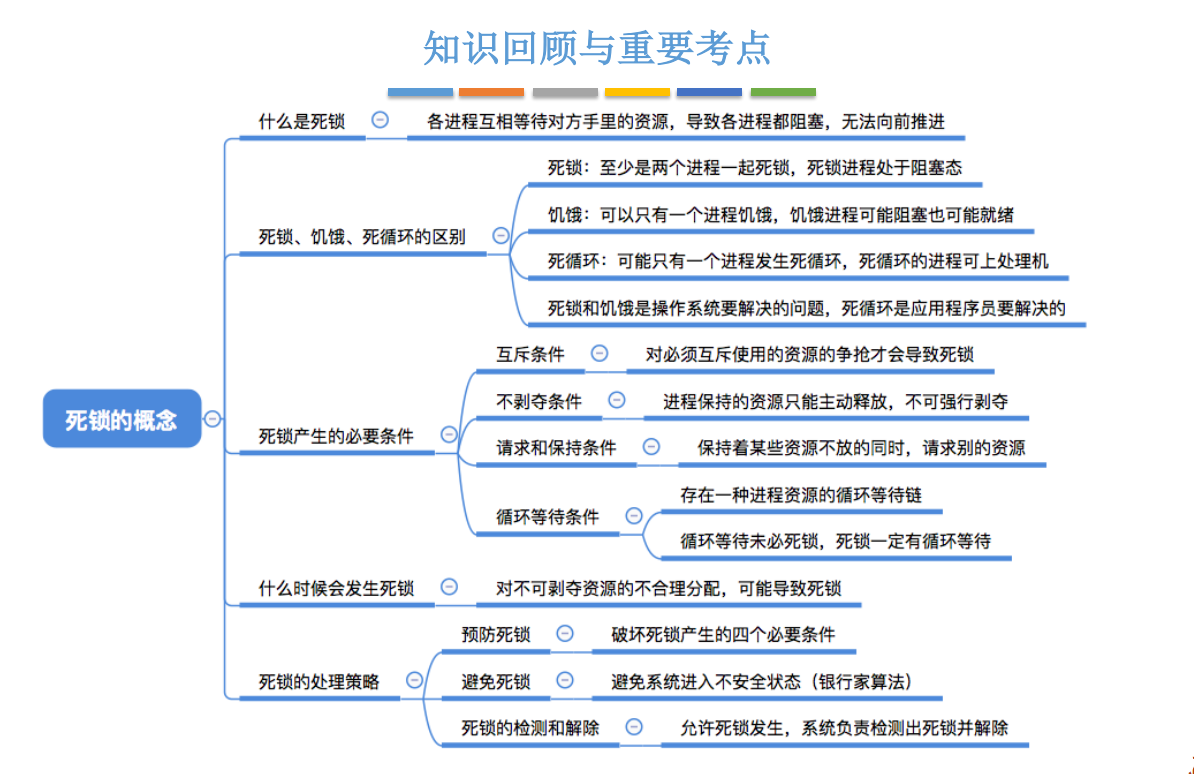 知识回顾与重要考点
什么是死锁
各进程互相等待对方手里的资源，导致各进程都阻塞，无法向前推进
死锁、饥饿、死循环的区别
死锁：至少是两个进程一起死锁，死锁进程处于阻塞态
饥饿：可以只有一个进程饥饿，饥饿进程可能阻塞也可能就绪
死循环：可能只有一个进程发生死循环，死循环的进程可上处理机
死锁和饥饿是操作系统要解决的问题，死循环是应用程序员要解决的
死锁的概念
死锁产生的必要条件
互斥条件
对必须互斥使用的资源的争抢才会导致死锁
不剥夺条件
进程保持的资源只能主动释放，不可强行剥夺
请求和保持条件
保持着某些资源不放的同时，请求别的资源
循环等待条件
存在一种进程资源的循环等待链
循环等待未必死锁，死锁一定有循环等待
什么时候会发生死锁
对不可剥夺资源的不合理分配，可能导致死锁
死锁的处理策略
预防死锁
破坏死锁产生的四个必要条件
避免死锁
避免系统进入不安全状态（银行家算法）
死锁的检测和解除
允许死锁发生，系统负责检测出死锁并解除